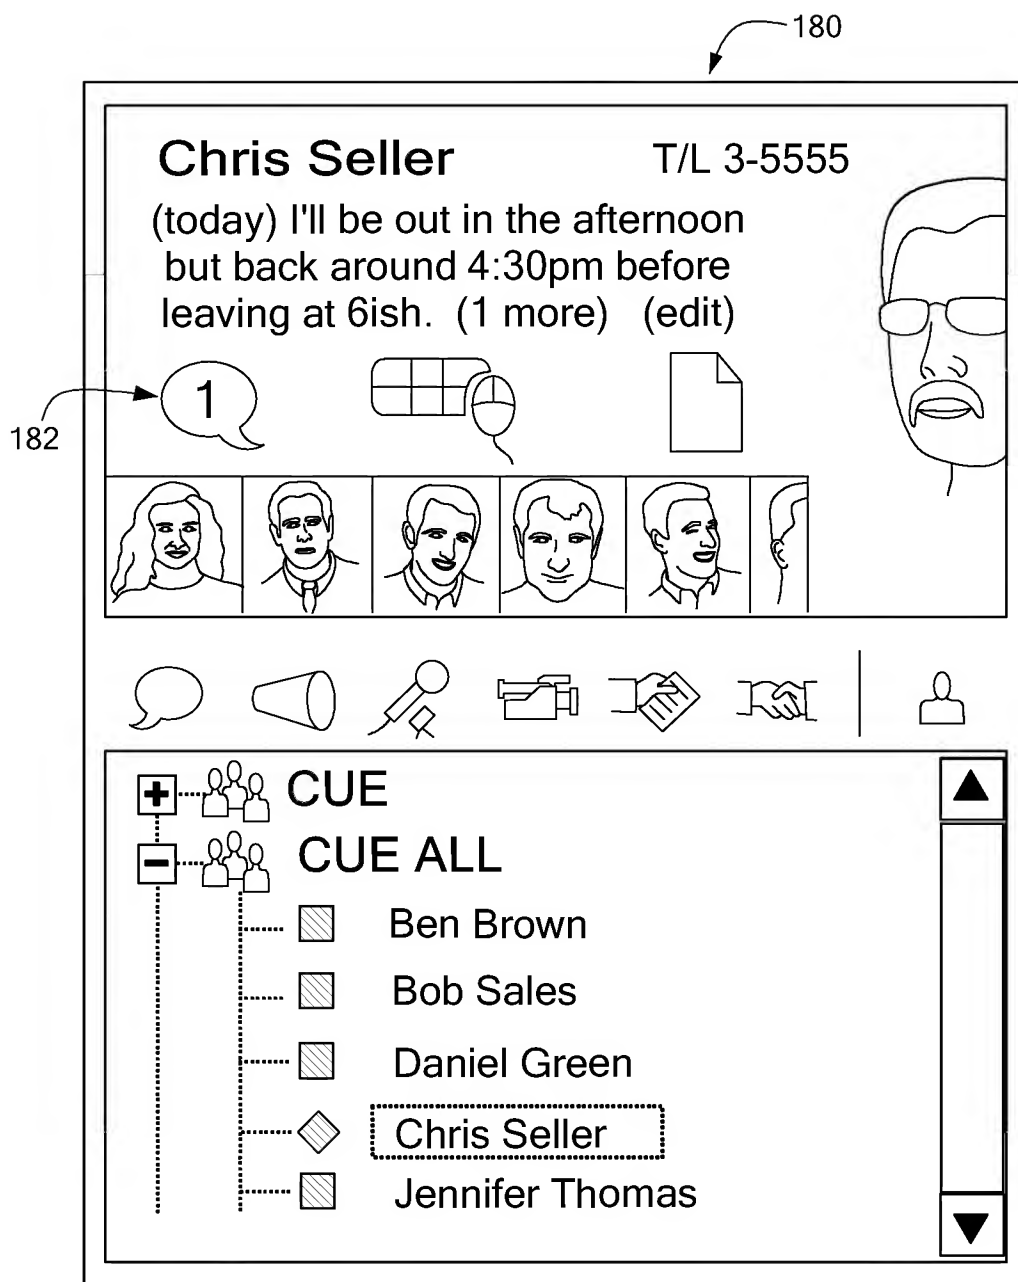 180
Chris Seller T/L 3-5555
(today) I'll be out in the afternoon
but back around 4:30pm before
leaving at 6ish. (1 more) (edit)
1
182
CUE
CUE ALL
Ben Brown
Bob Sales
Daniel Green
Chris Seller
Jennifer Thomas